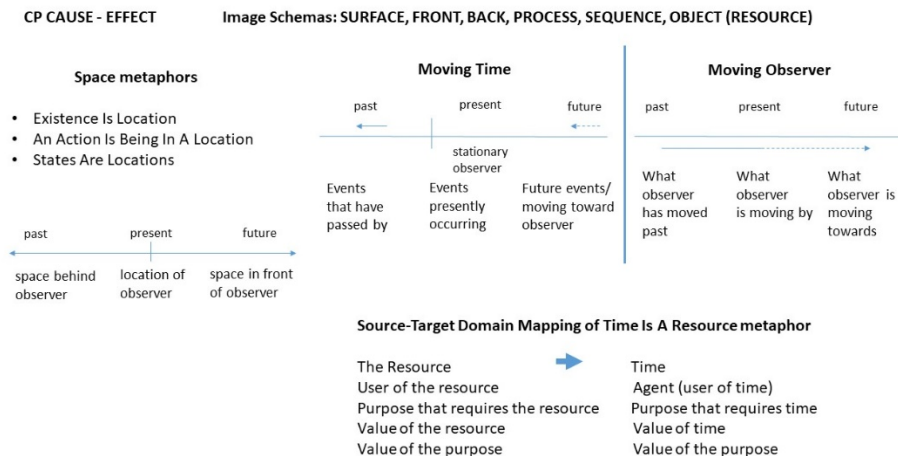 CP CAUSE - EFFECT
Image Schemas: SURFACE, FRONT, BACK, PROCESS, SEQUENCE, OBJECT (RESOURCE)
Space metaphors
• Existence Is Location
• An Action Is Being In A Location
• States Are Locations
past present future
space behind location of space in front
observer observer of observer
Moving Time
past present future
stationary
observer
Events Events Future events/
that have presently moving toward
passed by occurring observer
Moving Observer
past present future
What What What
observer observer observer is
has moved is moving by moving
past towards
Source-Target Domain Mapping of Time Is A Resource metaphor
The Resource Time
User of the resource Agent (user of time)
Purpose that requires the resource Purpose that requires time
Value of the resource Value of time
Value of the purpose Value of the purpose